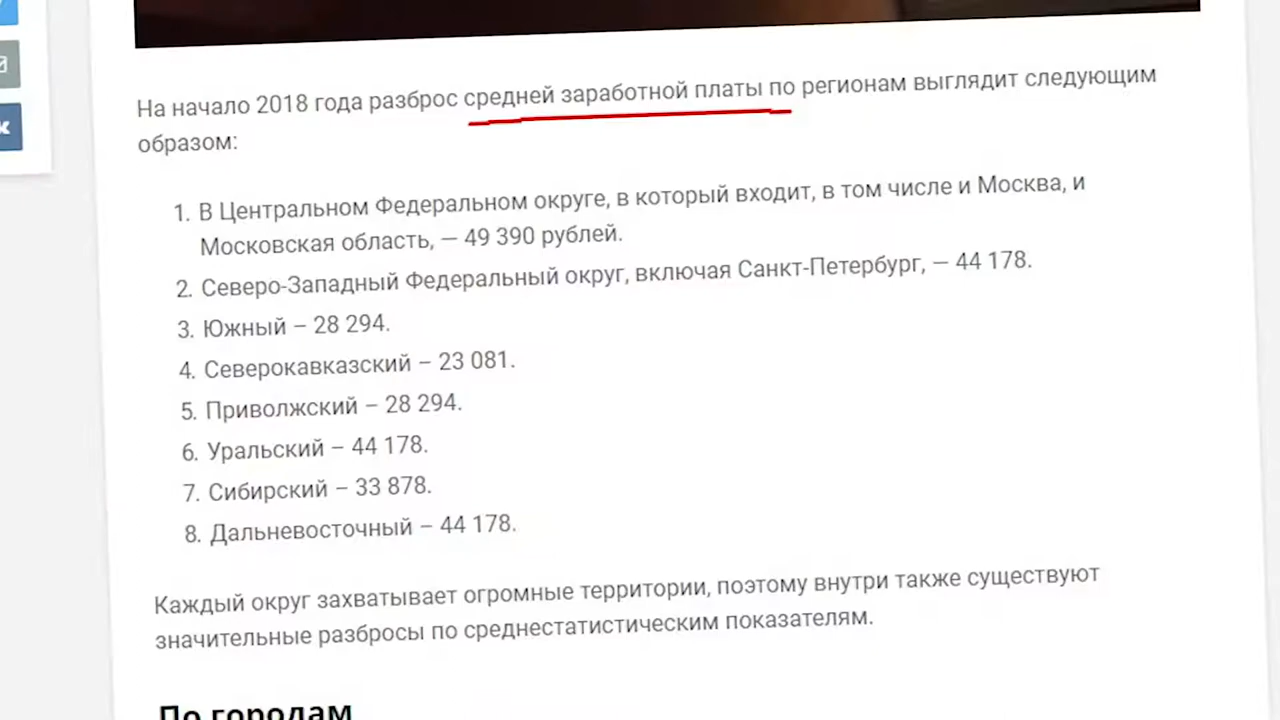 На начало 2018 года разброс средней заработной платы по регионам выглядит следующим
образом:
1. В Центральном Федеральном округе, в который входит, в том числе и Москва, и
Московская область, — 49 390 рублей.
2. Северо-Западный Федеральный округ, включая Санкт-Петербург, — 44 178.
3. Южный – 28 294.
4. Северокавказский – 23 081.
5. Приволжский – 28 294.
6. Уральский – 44 178.
7. Сибирский – 33 878.
8. Дальневосточный – 44 178.
Каждый округ захватывает огромные территории, поэтому внутри также существуют
значительные разбросы по среднестатистическим показателям.
По городам